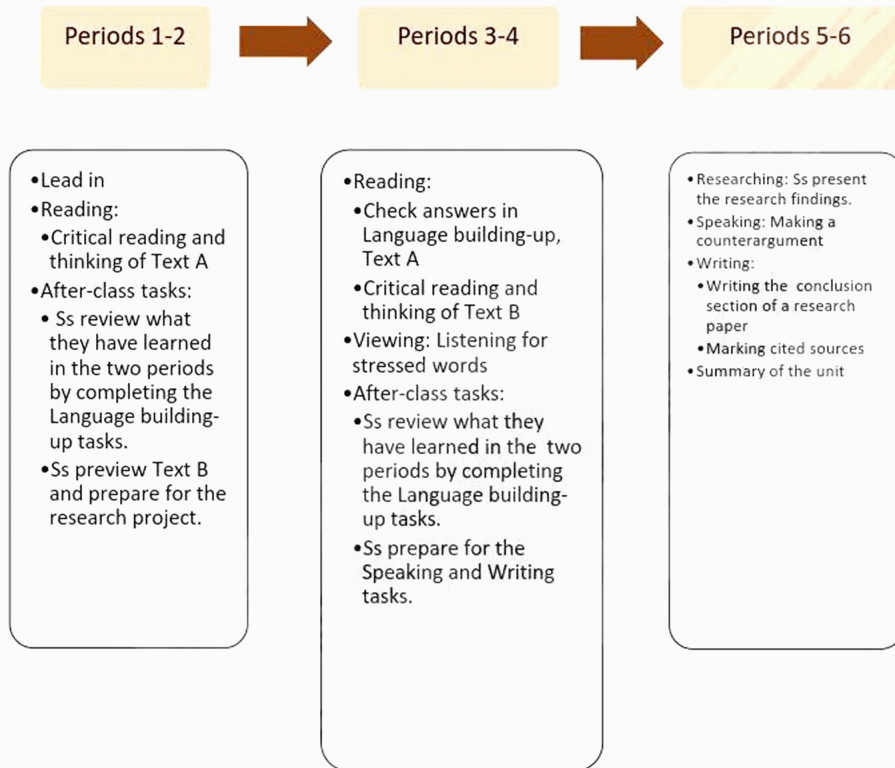 Periods 1-2
Periods 3-4
Periods 5-6
•Lead in
•Reading:
•Critical reading and
thinking of Text A
•After-class tasks:
• Ss review what
they have learned
in the two periods
by completing the
Language building-
up tasks.
•Ss preview Text B
and prepare for the
research project.
•Reading:
•Check answers in
Language building-up,
Text A
•Critical reading and
thinking of Text B
•Viewing: Listening for
stressed words
•After-class tasks:
•Ss review what they
have learned in the two
periods by completing
the Language building-
up tasks.
•Ss prepare for the
Speaking and Writing
tasks.
•Researching: Ss present
the research findings.
•Speaking: Making a
counterargument
•Writing:
•Writing the conclusion
section of a research
paper
•Marking cited sources
•Summary of the unit